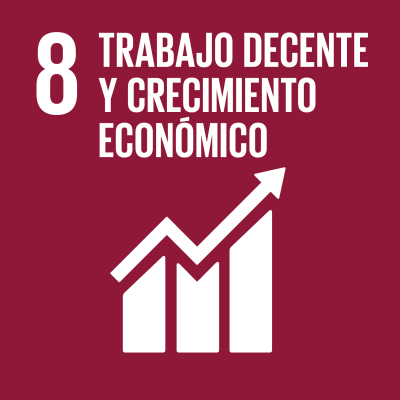 8 TRABAJO DECENTE
Y CRECIMIENTO
ECONÓMICO